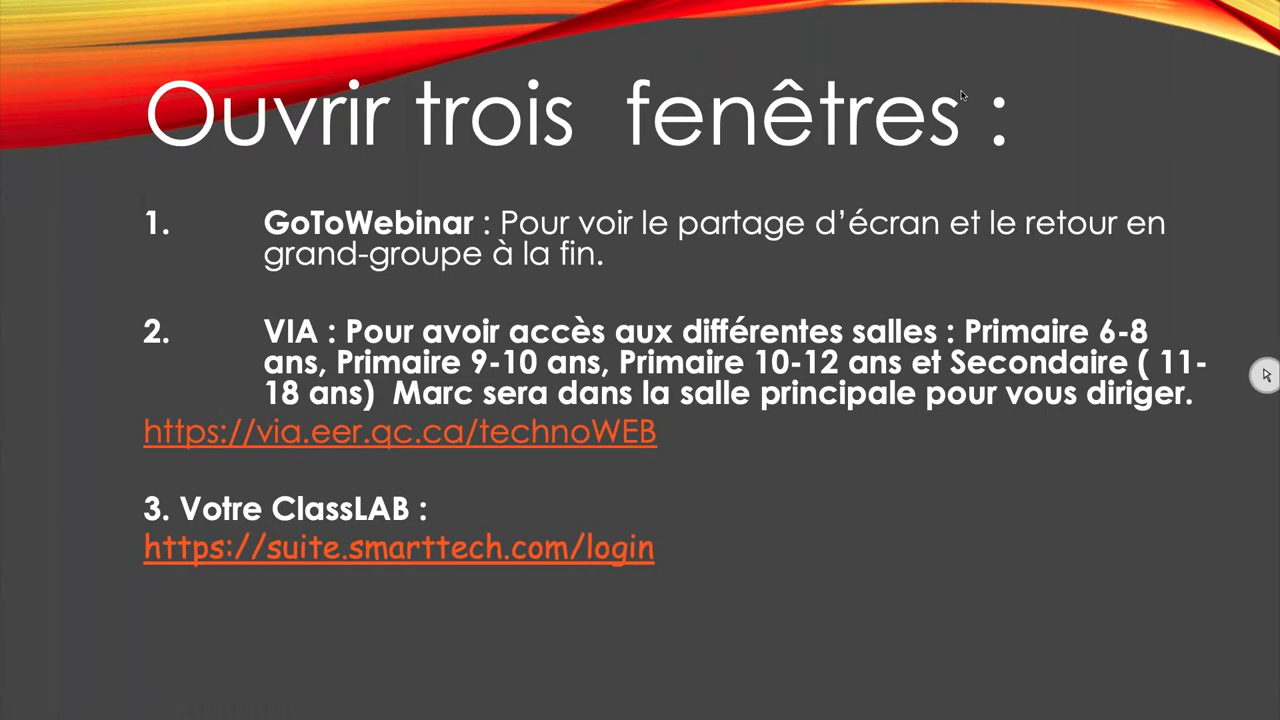 Ouvrir trois  fenêtres :
1. GoToWebinar : Pour voir le partage d’écran et le retour en
grand-groupe à la fin.
2. VIA : Pour avoir accès aux différentes salles : Primaire 6-8
ans, Primaire 9-10 ans, Primaire 10-12 ans et Secondaire ( 11-
18 ans)  Marc sera dans la salle principale pour vous diriger.
https://via.eer.qc.ca/technoWEB
3. Votre ClassLAB :
https://suite.smarttech.com/login